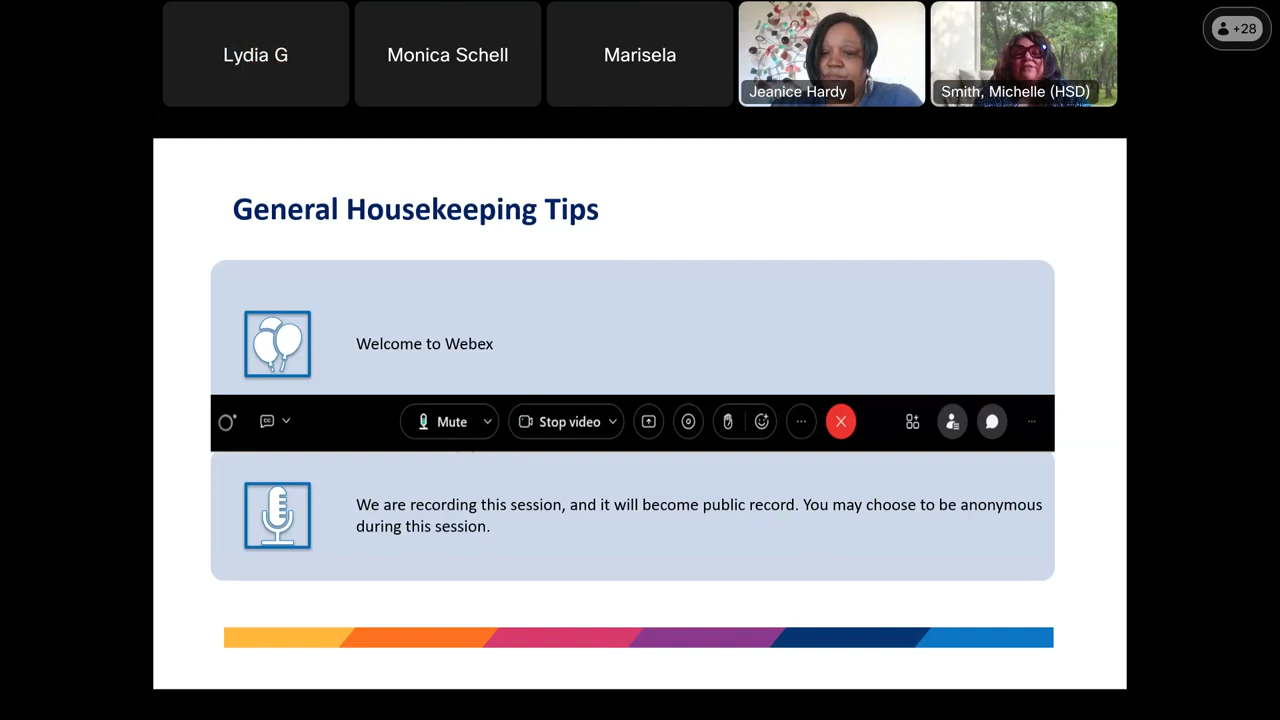 Lydia G
Monica Schell
Marisela
Jeanice Hardy
Smith, Michelle (HSD)
+28
General Housekeeping Tips
Welcome to Webex
CC
Mute
Stop video
We are recording this session, and it will become public record. You may choose to be anonymous
during this session.